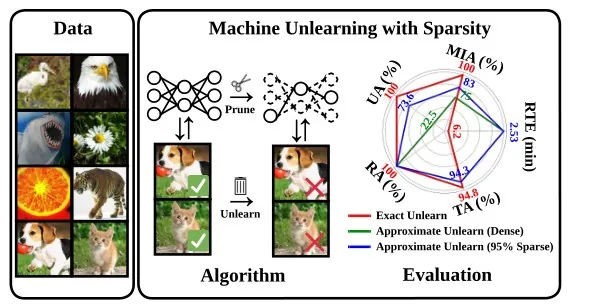 Data
Machine Unlearning with Sparsity
Prune
Unlearn
Algorithm
MIA (%)
100
83
75
UA (%)
100
73.6
22.5
RTE (min)
2.53
6.2
RA (%)
100
TA (%)
94.3
94.8
Exact Unlearn
Approximate Unlearn (Dense)
Approximate Unlearn (95% Sparse)
Evaluation